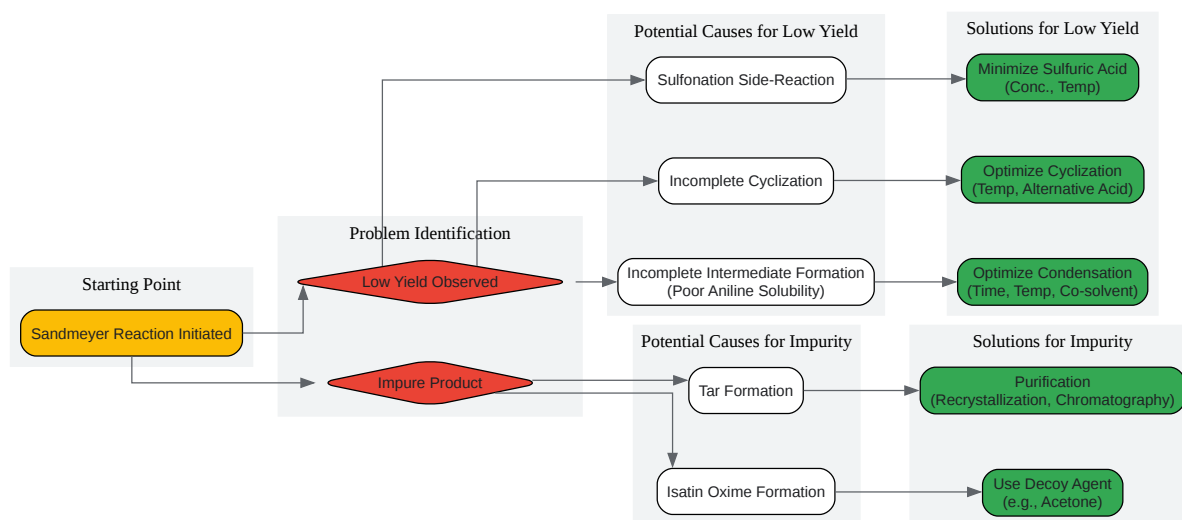 Starting Point
Sandmeyer Reaction Initiated
Problem Identification
Low Yield Observed
Impure Product
Potential Causes for Low Yield
Sulfonation Side-Reaction
Incomplete Cyclization
Incomplete Intermediate Formation
(Poor Aniline Solubility)
Solutions for Low Yield
Minimize Sulfuric Acid
(Conc., Temp)
Optimize Cyclization
(Temp, Alternative Acid)
Optimize Condensation
(Time, Temp, Co-solvent)
Potential Causes for Impurity
Tar Formation
Isatin Oxime Formation
Solutions for Impurity
Purification
(Recrystallization, Chromatography)
Use Decoy Agent
(e.g., Acetone)